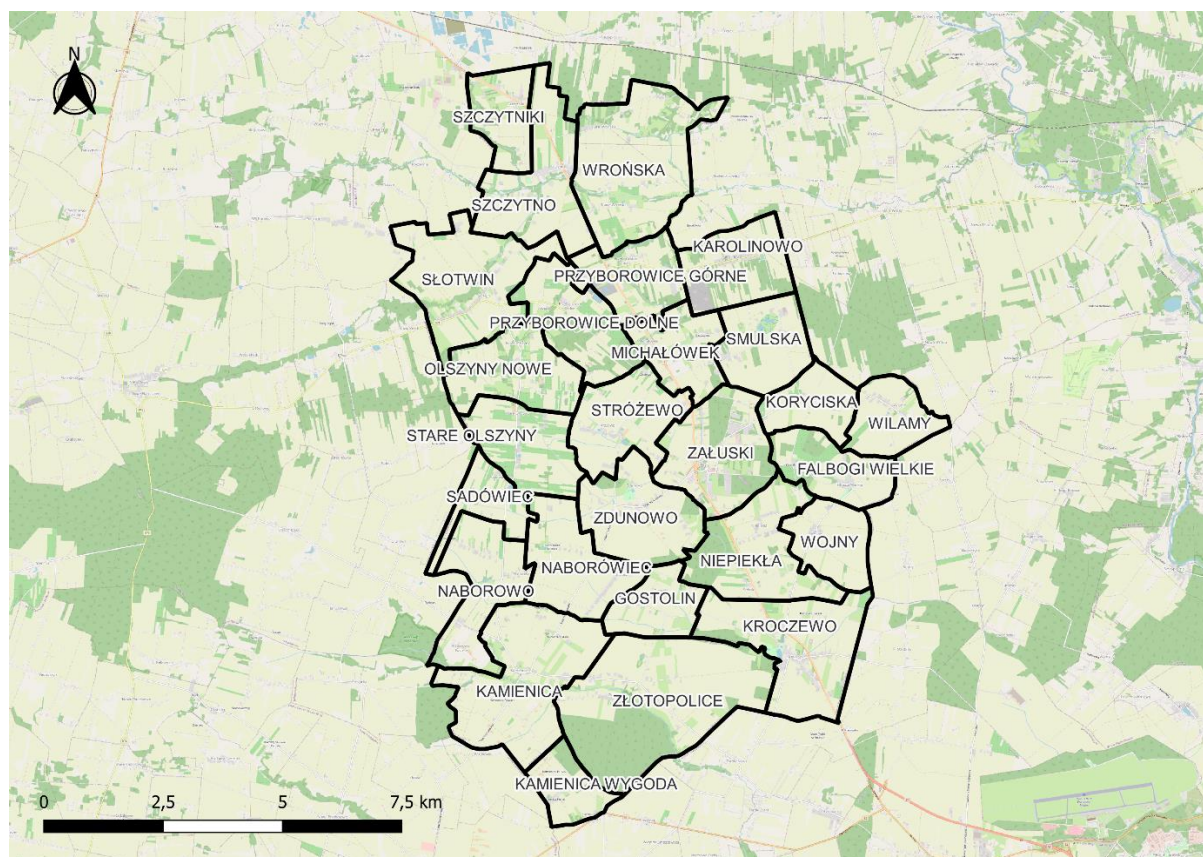 N
SZCZYTNIKI
WROŃSKA
SZCZYTNO
KAROLINOWO
SŁOTWIN
PRZYBOROWICE GÓRNE
PRZYBOROWICE DOLNE
SMULSKA
MICHAŁÓWEK
OLSZYNY NOWE
KORYCISKA
STRÓŻEWO
WILAMY
STARE OLSZYNY
ZAŁUSKI
FALBOGI WIELKIE
SADÓWIEC
ZDUNOWO
WOJNY
NABORÓWIEC
NIEPIEKŁA
NABOROWO
GOSTOLIN
KROCZEWO
KAMIENICA
ZŁOTOPOLICE
KAMIENICA WYGODA
0 2,5 5 7,5 km